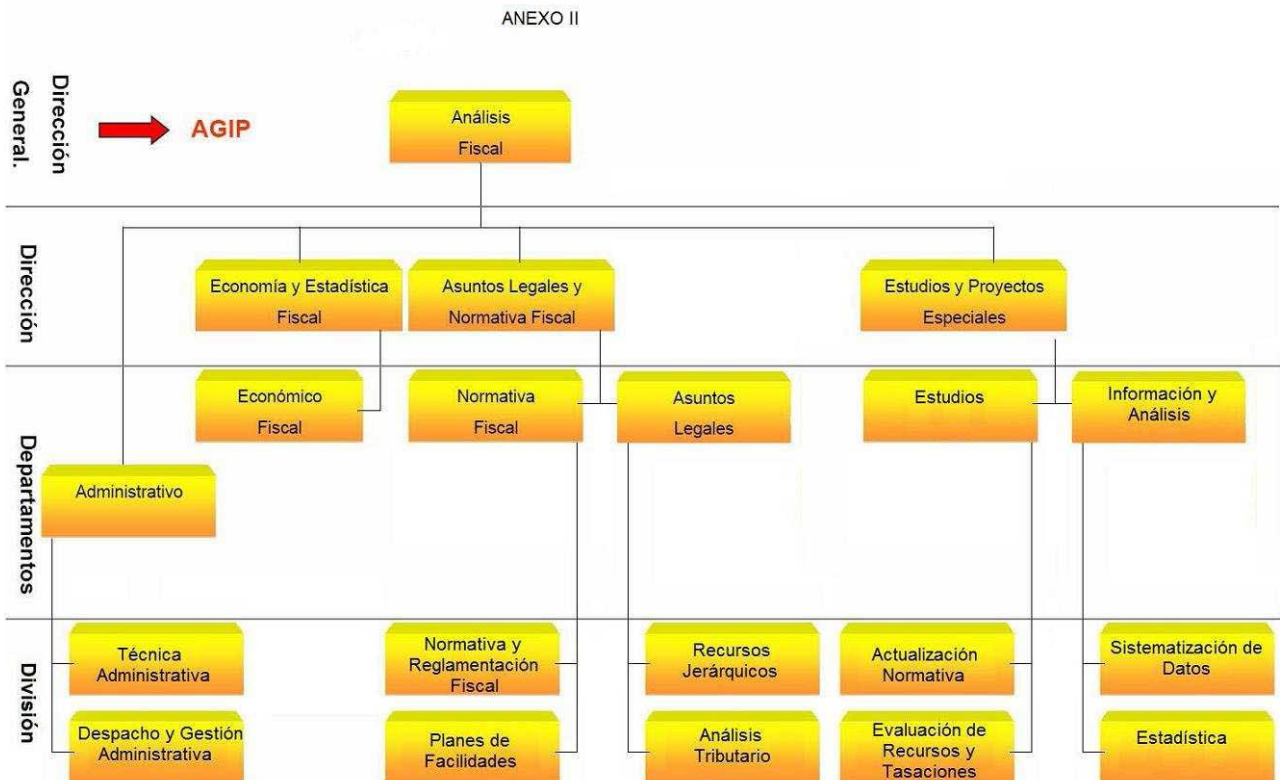 ANEXO II
Dirección
General.
AGIP
Análisis
Fiscal
Dirección
Economía y Estadística
Fiscal
Asuntos Legales y
Normativa Fiscal
Estudios y Proyectos
Especiales
Departamentos
Económico
Fiscal
Normativa
Fiscal
Asuntos
Legales
Estudios
Información y
Análisis
Administrativo
División
Técnica
Administrativa
Normativa y
Reglamentación
Fiscal
Recursos
Jerárquicos
Actualización
Normativa
Sistematización de
Datos
Despacho y Gestión
Administrativa
Planes de
Facilidades
Análisis
Tributario
Evaluación de
Recursos y
Tasaciones
Estadística